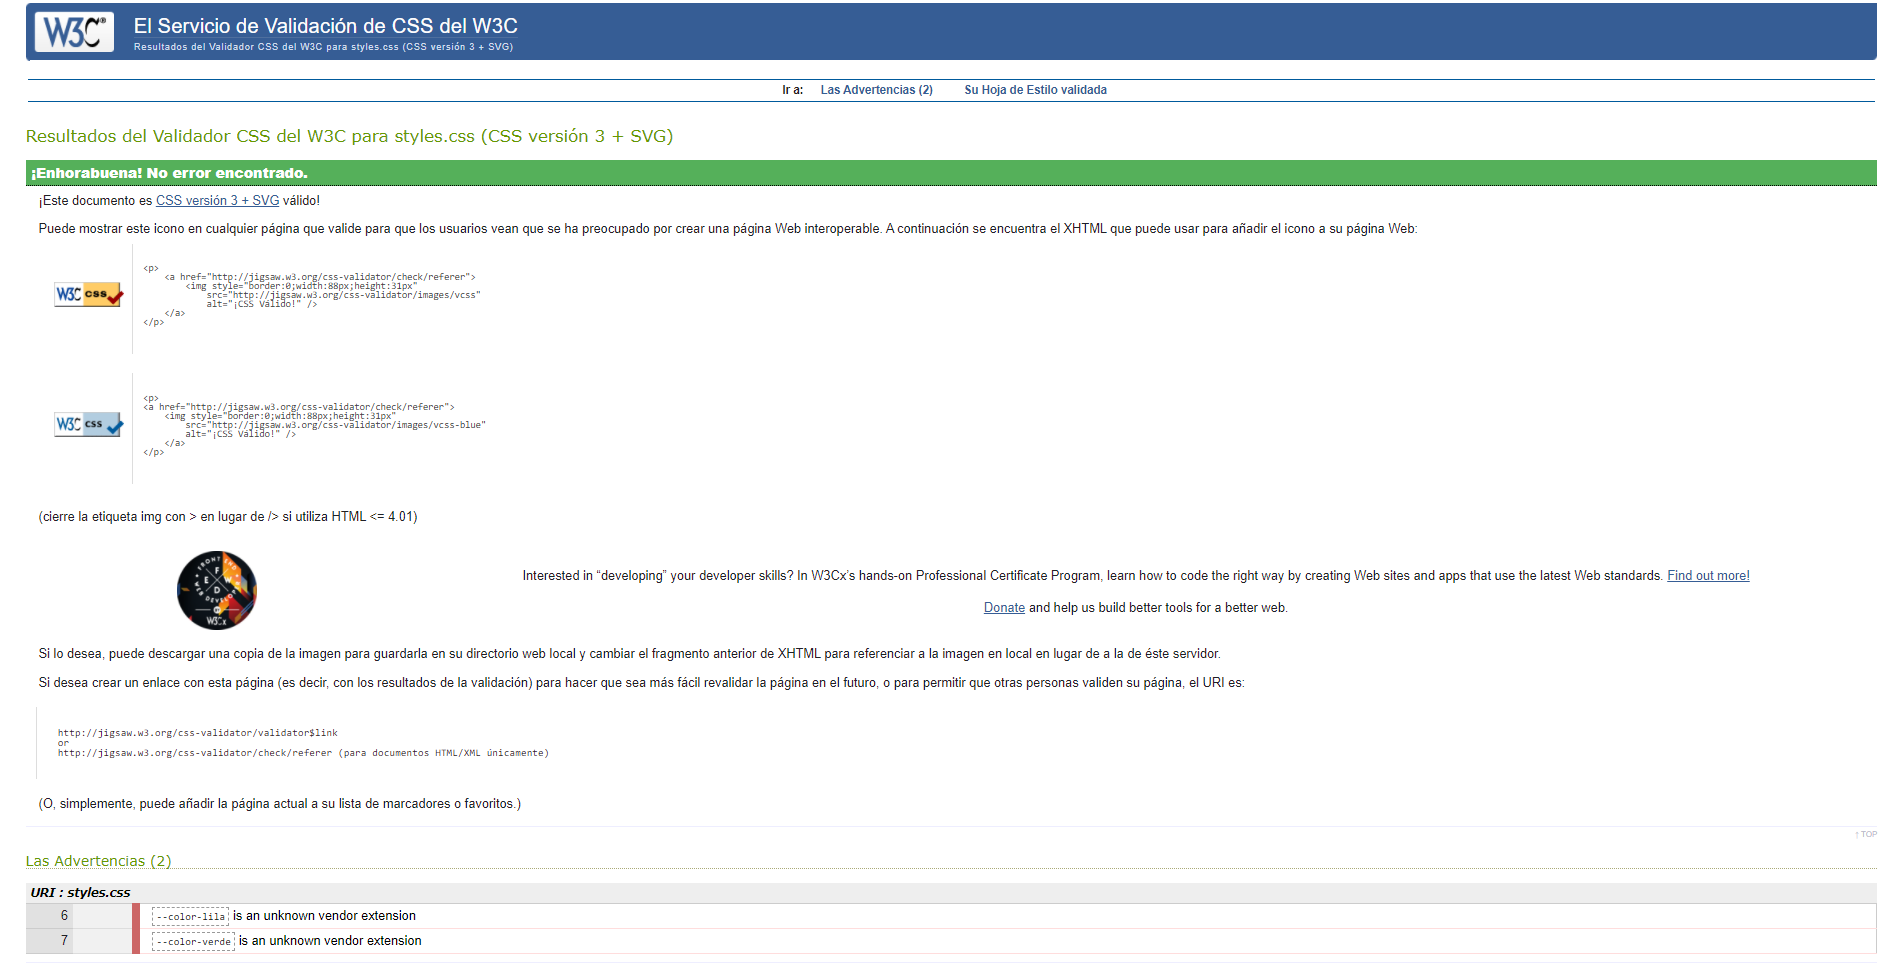 W3C® El Servicio de Validación de CSS del W3C
Resultados del Validador CSS del W3C para styles.css (CSS versión 3 + SVG)
Ir a: Las Advertencias (2) Su Hoja de Estilo validada
Resultados del Validador CSS del W3C para styles.css (CSS versión 3 + SVG)
¡Enhorabuena! No error encontrado.
¡Este documento es CSS versión 3 + SVG válido!
Puede mostrar este icono en cualquier página que valide para que los usuarios vean que se ha preocupado por crear una página Web interoperable. A continuación se encuentra el XHTML que puede usar para añadir el icono a su página Web:
W3C css
<p>
<a href="http://jigsaw.w3.org/css-validator/check/referer">
<img style="border:0;width:88px;height:31px"
src="http://jigsaw.w3.org/css-validator/images/vcss"
alt="¡CSS Válido!" />
</a>
</p>
W3C css
<p>
<a href="http://jigsaw.w3.org/css-validator/check/referer">
<img style="border:0;width:88px;height:31px"
src="http://jigsaw.w3.org/css-validator/images/vcss-blue"
alt="¡CSS Válido!" />
</a>
</p>
(cierre la etiqueta img con > en lugar de /> si utiliza HTML <= 4.01)
FRONT END
F
E W
D
WEB DEVELOPER
W3Cx
Interested in “developing” your developer skills? In W3Cx’s hands-on Professional Certificate Program, learn how to code the right way by creating Web sites and apps that use the latest Web standards. Find out more!
Donate and help us build better tools for a better web.
Si lo desea, puede descargar una copia de la imagen para guardarla en su directorio web local y cambiar el fragmento anterior de XHTML para referenciar a la imagen en local en lugar de a la de éste servidor.
Si desea crear un enlace con esta página (es decir, con los resultados de la validación) para hacer que sea más fácil revalidar la página en el futuro, o para permitir que otras personas validen su página, el URI es:
http://jigsaw.w3.org/css-validator/validator$link
or
http://jigsaw.w3.org/css-validator/check/referer (para documentos HTML/XML únicamente)
(O, simplemente, puede añadir la página actual a su lista de marcadores o favoritos.)
↑ TOP
Las Advertencias (2)
URI : styles.css
6 --color-lila is an unknown vendor extension
7 --color-verde is an unknown vendor extension